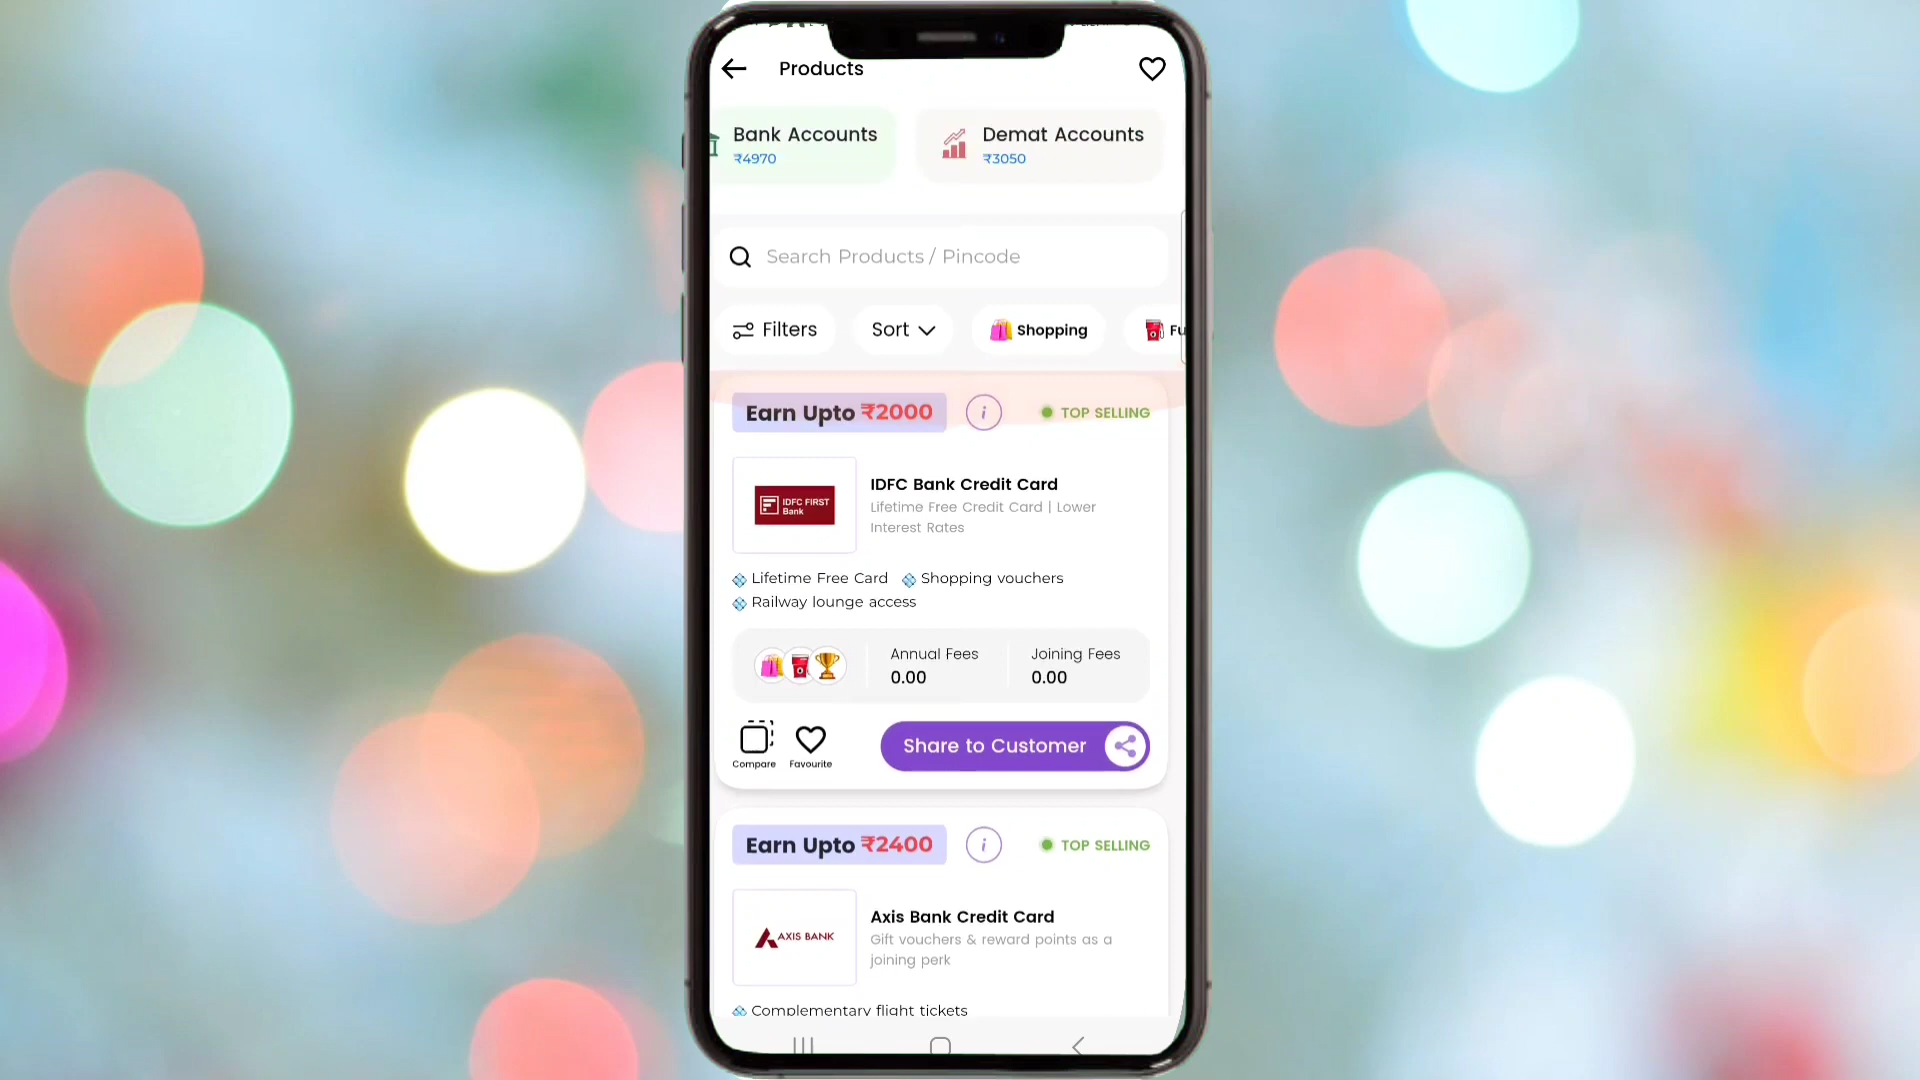 Products
Bank Accounts
₹4970
Demat Accounts
₹3050
Search Products / Pincode
Filters
Sort
Shopping
Fu
Earn Upto ₹2000
i
TOP SELLING
IDFC FIRST
Bank
IDFC Bank Credit Card
Lifetime Free Credit Card | Lower
Interest Rates
Lifetime Free Card
Shopping vouchers
Railway lounge access
Annual Fees
0.00
Joining Fees
0.00
Compare
Favourite
Share to Customer
Earn Upto ₹2400
i
TOP SELLING
AXIS BANK
Axis Bank Credit Card
Gift vouchers & reward points as a
joining perk
Complementary flight tickets